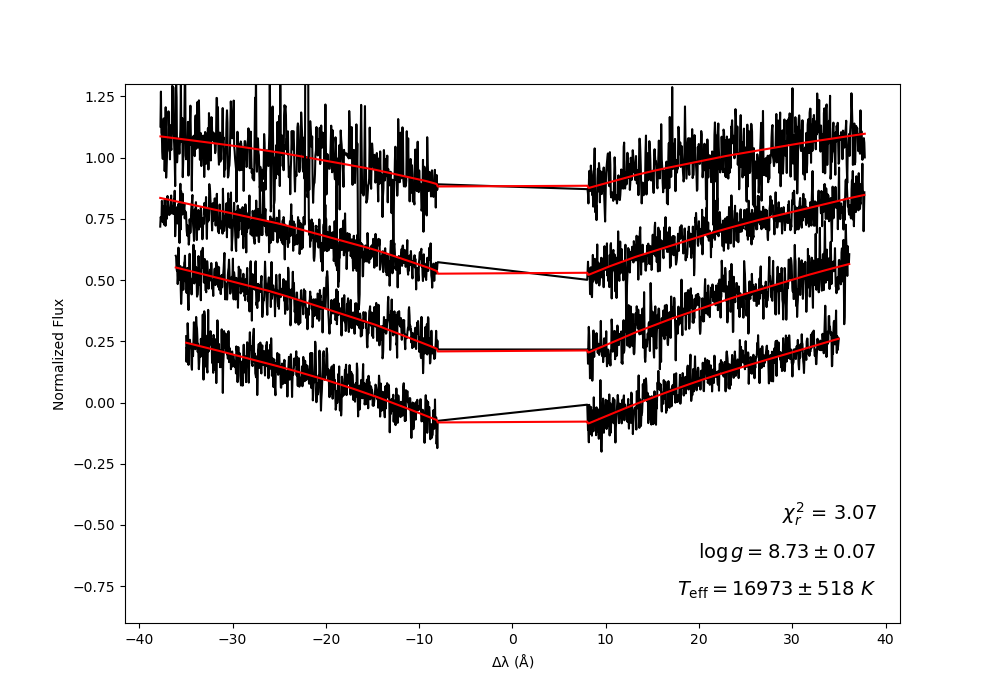 1.25
1.00
0.75
0.50
0.25
0.00
−0.25
−0.50
−0.75
Normalized Flux
χ²ᵣ = 3.07
log g = 8.73 ± 0.07
T_eff = 16973 ± 518 K
−40 −30 −20 −10 0 10 20 30 40
Δλ (Å)